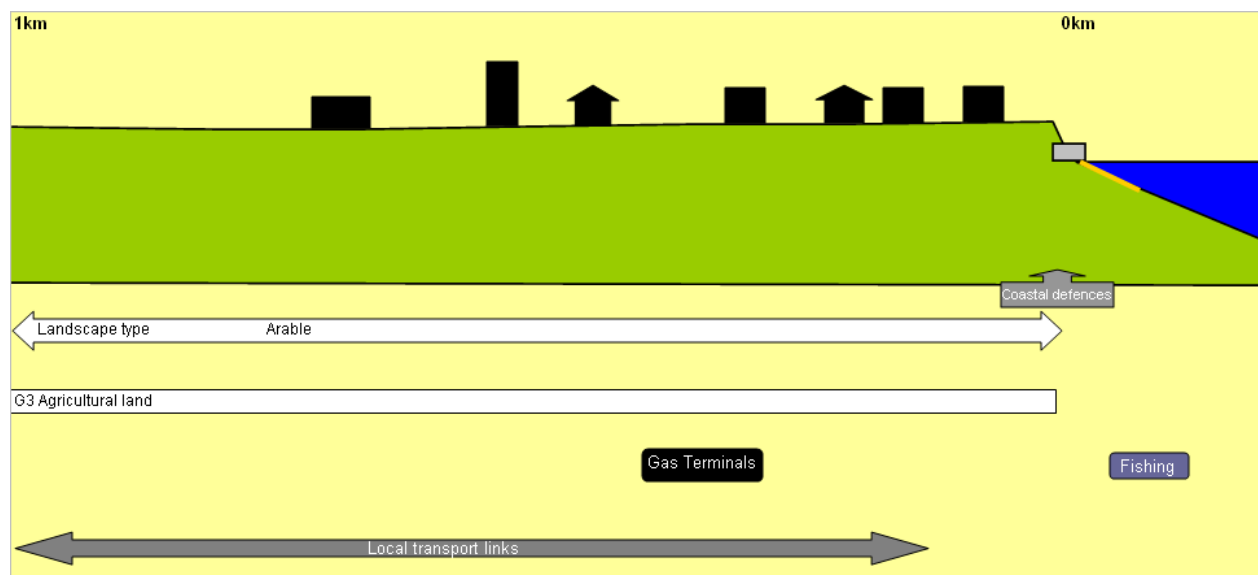 1km
0km
Coastal defences
Landscape type
Arable
G3 Agricultural land
Gas Terminals
Fishing
Local transport links